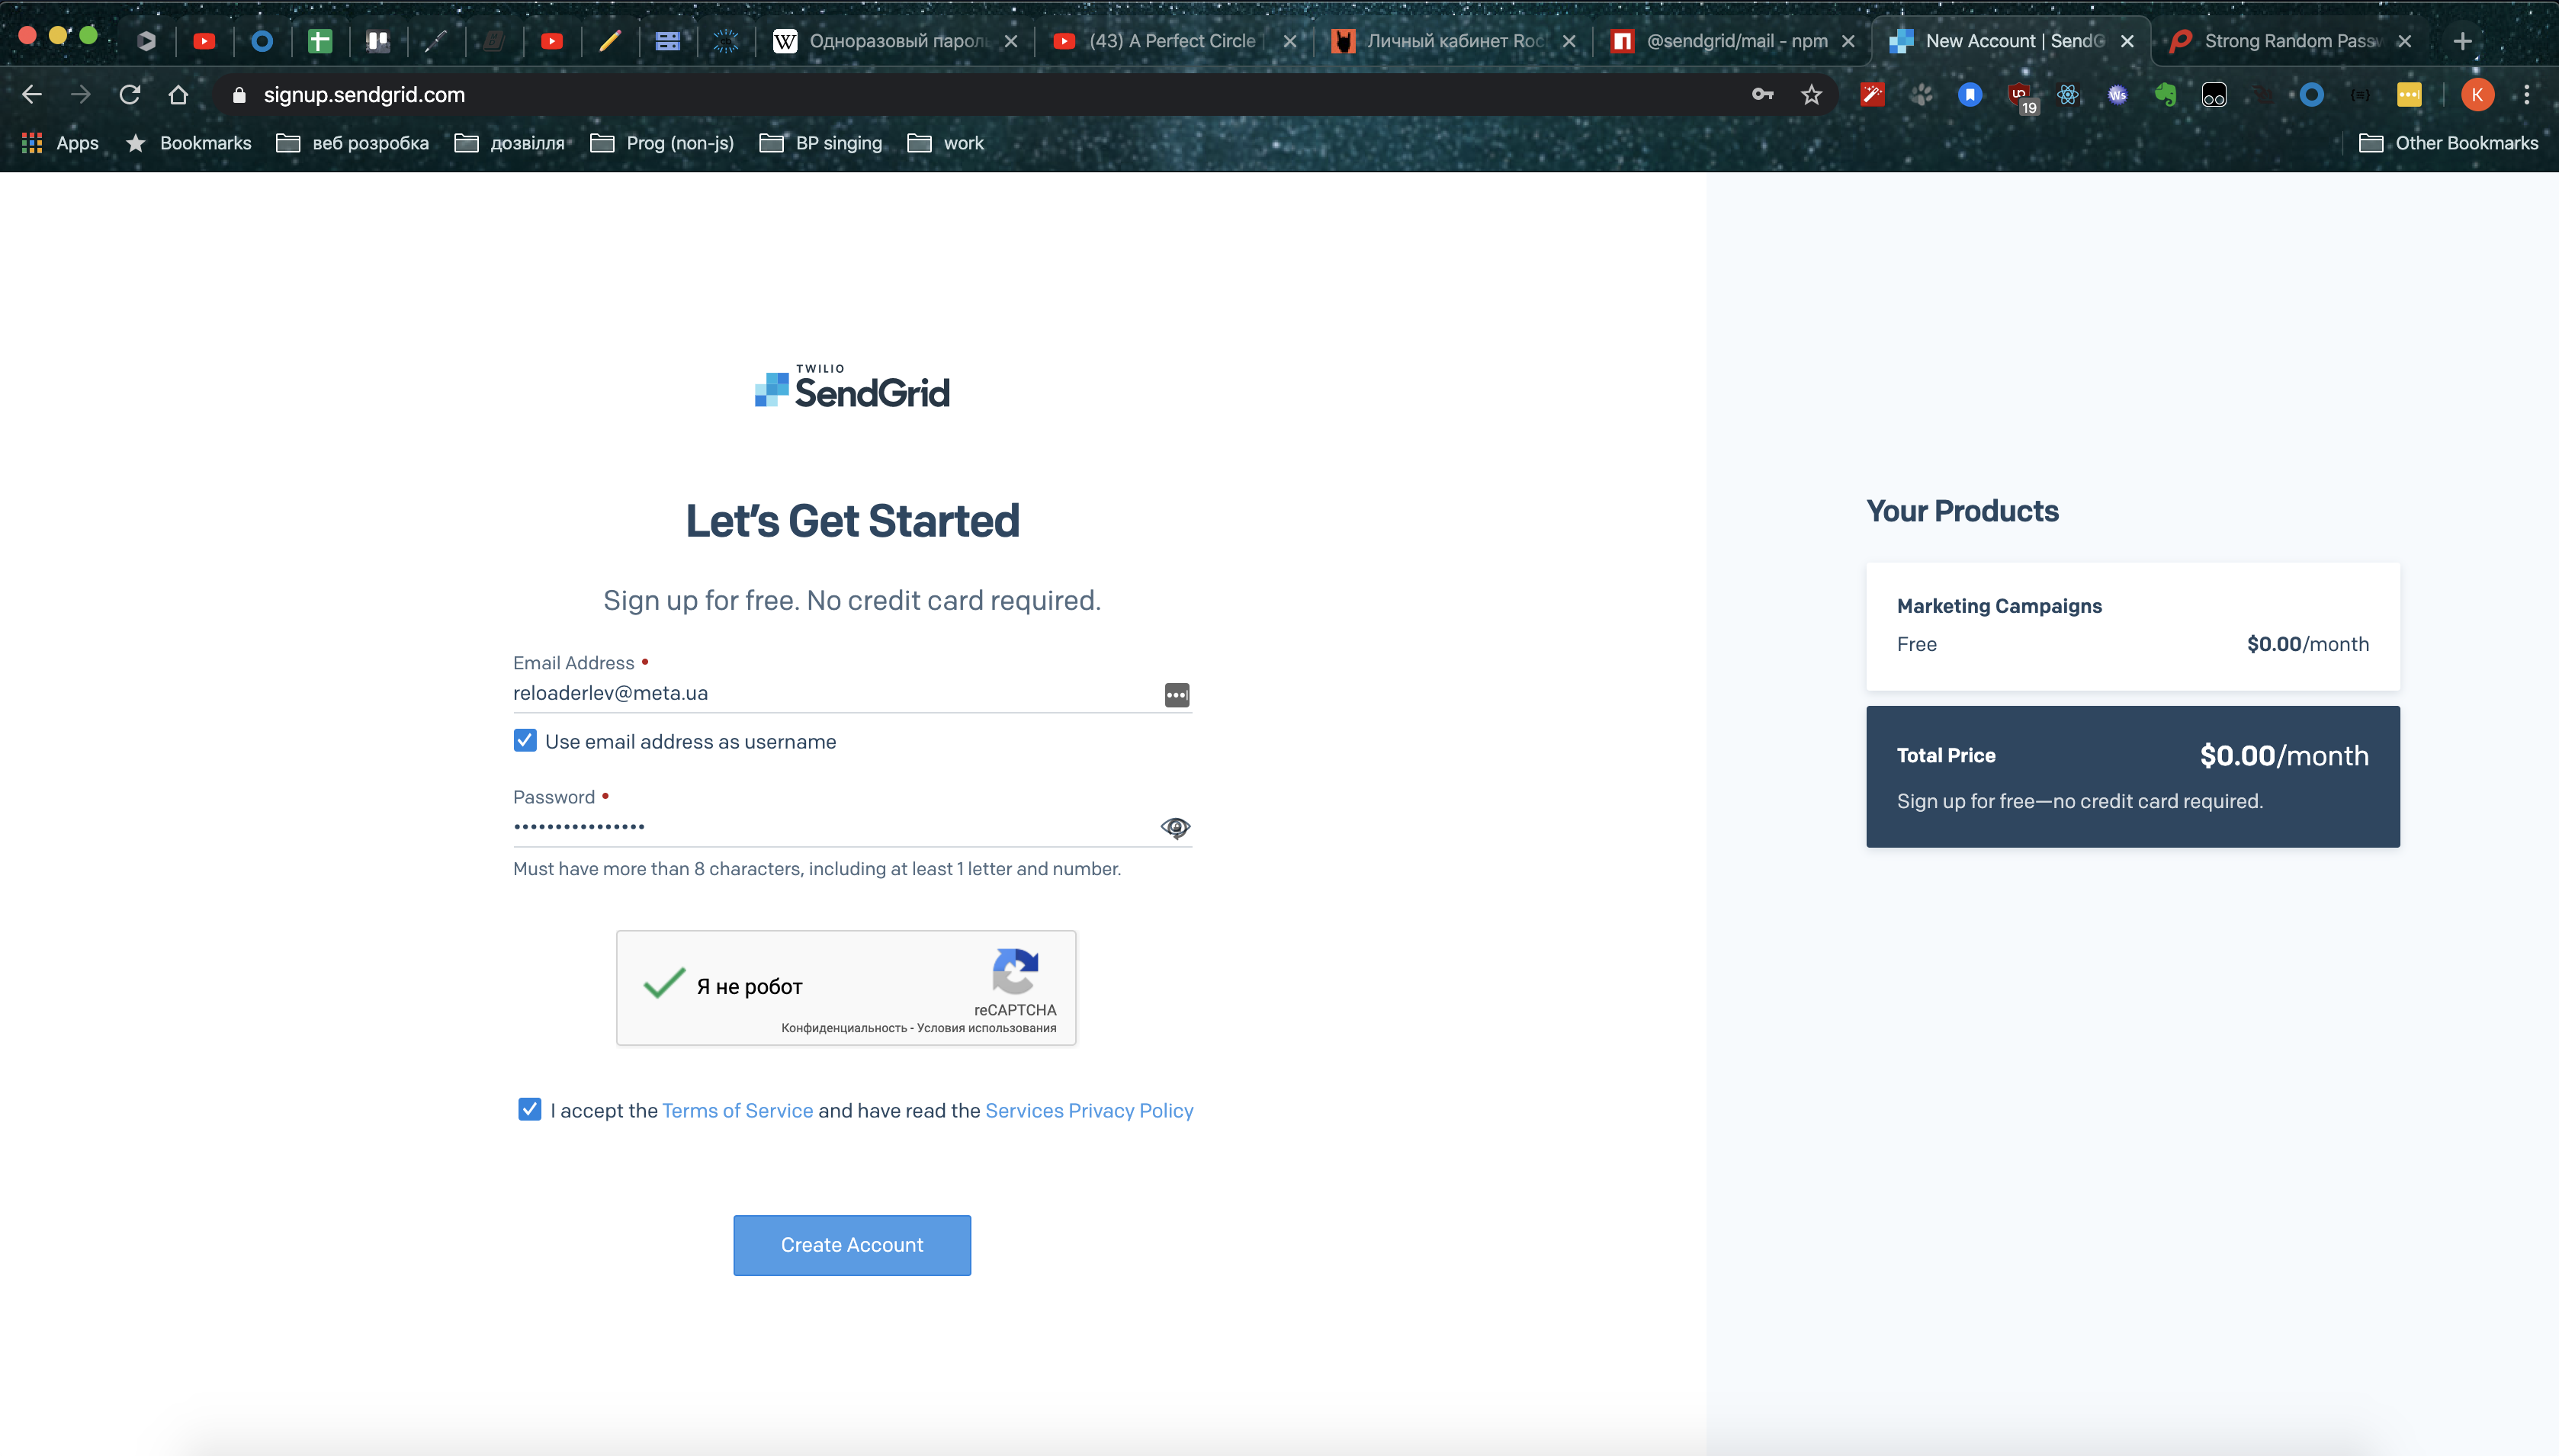 W Одноразовый пароль
(43) A Perfect Circle
Личный кабинет Roc
@sendgrid/mail - npm
New Account | SendG
Strong Random Passw
signup.sendgrid.com
19
Ws
K
Apps
Bookmarks
веб розробка
дозвілля
Prog (non-js)
BP singing
work
Other Bookmarks
TWILIO
SendGrid
Let’s Get Started
Sign up for free. No credit card required.
Email Address •
reloaderlev@meta.ua
Use email address as username
Password •
••••••••••••••••
Must have more than 8 characters, including at least 1 letter and number.
Я не робот
reCAPTCHA
Конфиденциальность - Условия использования
I accept the Terms of Service and have read the Services Privacy Policy
Create Account
Your Products
Marketing Campaigns
Free $0.00/month
Total Price $0.00/month
Sign up for free—no credit card required.